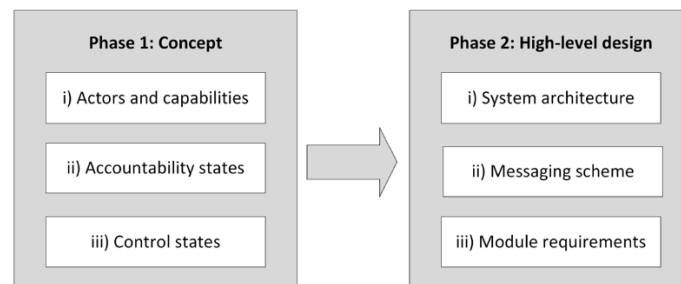 Phase 1: Concept
i) Actors and capabilities
ii) Accountability states
iii) Control states
Phase 2: High-level design
i) System architecture
ii) Messaging scheme
iii) Module requirements